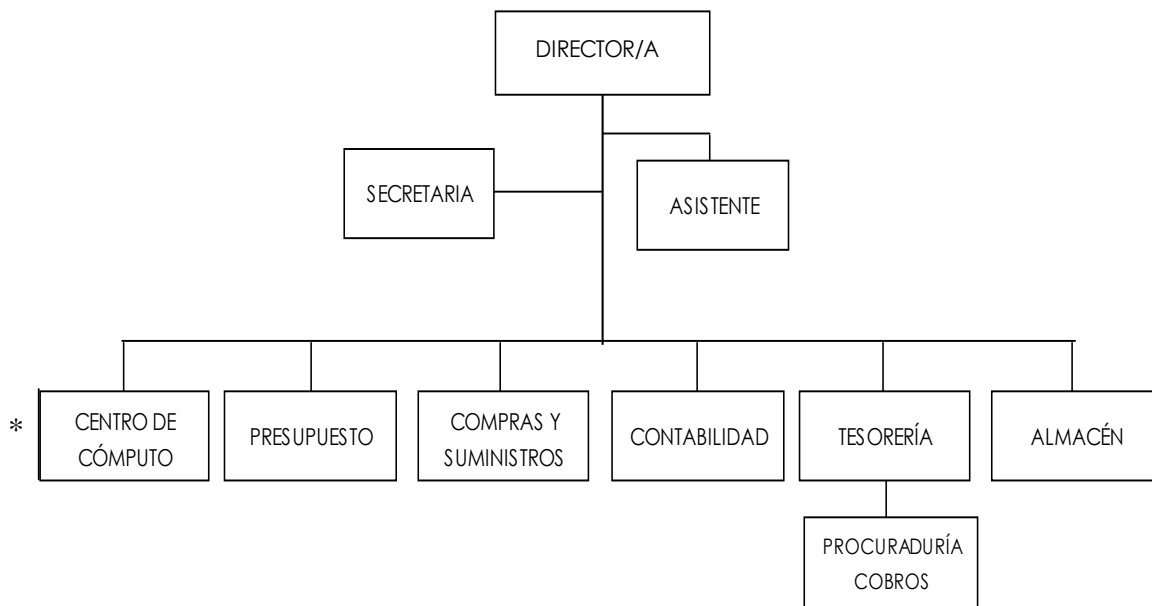 DIRECTOR/A
SECRETARIA
ASISTENTE
*
CENTRO DE
CÓMPUTO
PRESUPUESTO
COMPRAS Y
SUMINISTROS
CONTABILIDAD
TESORERÍA
ALMACÉN
PROCURADURÍA
COBROS